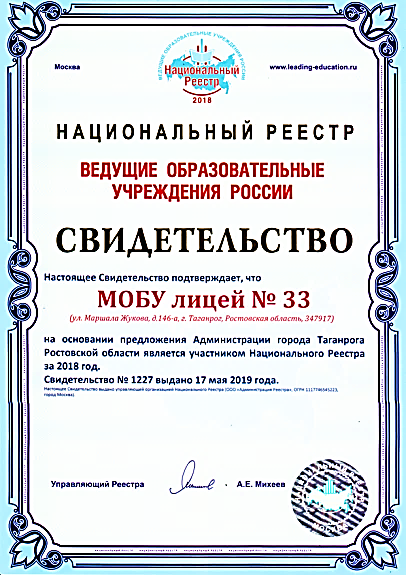 ВЕДУЩИЕ ОБРАЗОВАТЕЛЬНЫЕ УЧРЕЖДЕНИЯ РОССИИ
Москва
www.leading-education.ru
Национальный
Реестр
2018
НАЦИОНАЛЬНЫЙ РЕЕСТР
ВЕДУЩИЕ ОБРАЗОВАТЕЛЬНЫЕ
УЧРЕЖДЕНИЯ РОССИИ
СВИДЕТЕЛЬСТВО
Настоящее Свидетельство подтверждает, что
МОБУ лицей № 33
(ул. Маршала Жукова, д.146-а, г. Таганрог, Ростовская область, 347917)
на основании предложения Администрации города Таганрога
Ростовской области является участником Национального Реестра
за 2018 год.
Свидетельство № 1227 выдано 17 мая 2019 года.
Настоящее Свидетельство выдано управляющей организацией Национального Реестра (ООО «Администрация Реестра», ОГРН
город Москва).
Управляющий Реестра
А.Е. Михеев
МОСКВА